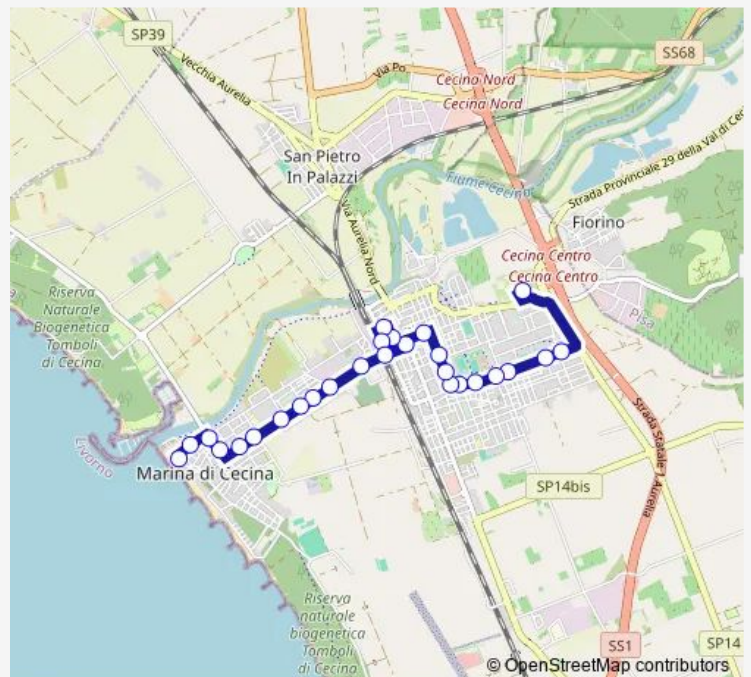 SP39
SS68
Via Po
Cecina Nord
Cecina Nord
Vecchia Aurelia
San Pietro
In Palazzi
Fiume Cecina
Strada Provinciale 29 della Val di Cec
Via Aurelia Nord
Fiorino
Cecina Centro
Cecina Centro
Riserva
Naturale
Biogenetica
Tomboli
di Cecina
Pisa
Livorno
Marina di Cecina
Strada Statale 1 Aurelia
SP14bis
Riserva
naturale
biogenetica
Tomboli
di Cecina
SS1
SP14
© OpenStreetMap contributors